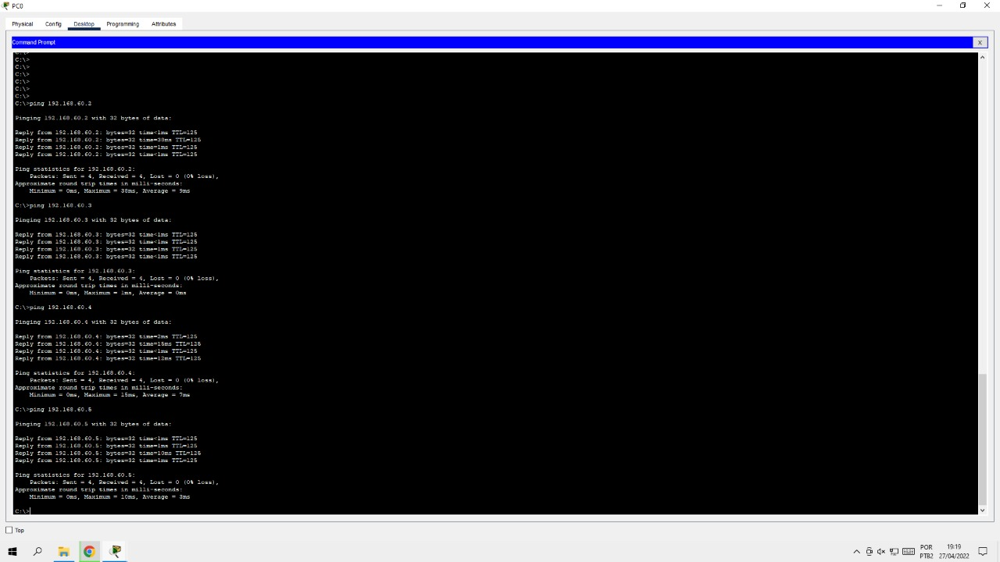 PC0
Physical Config Desktop Programming Attributes
Command Prompt
X
C:\>
C:\>
C:\>
C:\>
C:\>
C:\>
C:\>
C:\>ping 192.168.60.2
Pinging 192.168.60.2 with 32 bytes of data:
Reply from 192.168.60.2: bytes=32 time<1ms TTL=125
Reply from 192.168.60.2: bytes=32 time=38ms TTL=125
Reply from 192.168.60.2: bytes=32 time=1ms TTL=125
Reply from 192.168.60.2: bytes=32 time<1ms TTL=125
Ping statistics for 192.168.60.2:
Packets: Sent = 4, Received = 4, Lost = 0 (0% loss),
Approximate round trip times in milli-seconds:
Minimum = 0ms, Maximum = 38ms, Average = 9ms
C:\>ping 192.168.60.3
Pinging 192.168.60.3 with 32 bytes of data:
Reply from 192.168.60.3: bytes=32 time<1ms TTL=125
Reply from 192.168.60.3: bytes=32 time<1ms TTL=125
Reply from 192.168.60.3: bytes=32 time=1ms TTL=125
Reply from 192.168.60.3: bytes=32 time<1ms TTL=125
Ping statistics for 192.168.60.3:
Packets: Sent = 4, Received = 4, Lost = 0 (0% loss),
Approximate round trip times in milli-seconds:
Minimum = 0ms, Maximum = 1ms, Average = 0ms
C:\>ping 192.168.60.4
Pinging 192.168.60.4 with 32 bytes of data:
Reply from 192.168.60.4: bytes=32 time=2ms TTL=125
Reply from 192.168.60.4: bytes=32 time=15ms TTL=125
Reply from 192.168.60.4: bytes=32 time<1ms TTL=125
Reply from 192.168.60.4: bytes=32 time=12ms TTL=125
Ping statistics for 192.168.60.4:
Packets: Sent = 4, Received = 4, Lost = 0 (0% loss),
Approximate round trip times in milli-seconds:
Minimum = 0ms, Maximum = 15ms, Average = 7ms
C:\>ping 192.168.60.5
Pinging 192.168.60.5 with 32 bytes of data:
Reply from 192.168.60.5: bytes=32 time<1ms TTL=125
Reply from 192.168.60.5: bytes=32 time=1ms TTL=125
Reply from 192.168.60.5: bytes=32 time=10ms TTL=125
Reply from 192.168.60.5: bytes=32 time=1ms TTL=125
Ping statistics for 192.168.60.5:
Packets: Sent = 4, Received = 4, Lost = 0 (0% loss),
Approximate round trip times in milli-seconds:
Minimum = 0ms, Maximum = 10ms, Average = 3ms
C:\>
Top
POR 19:19
PTB2 27/04/2022